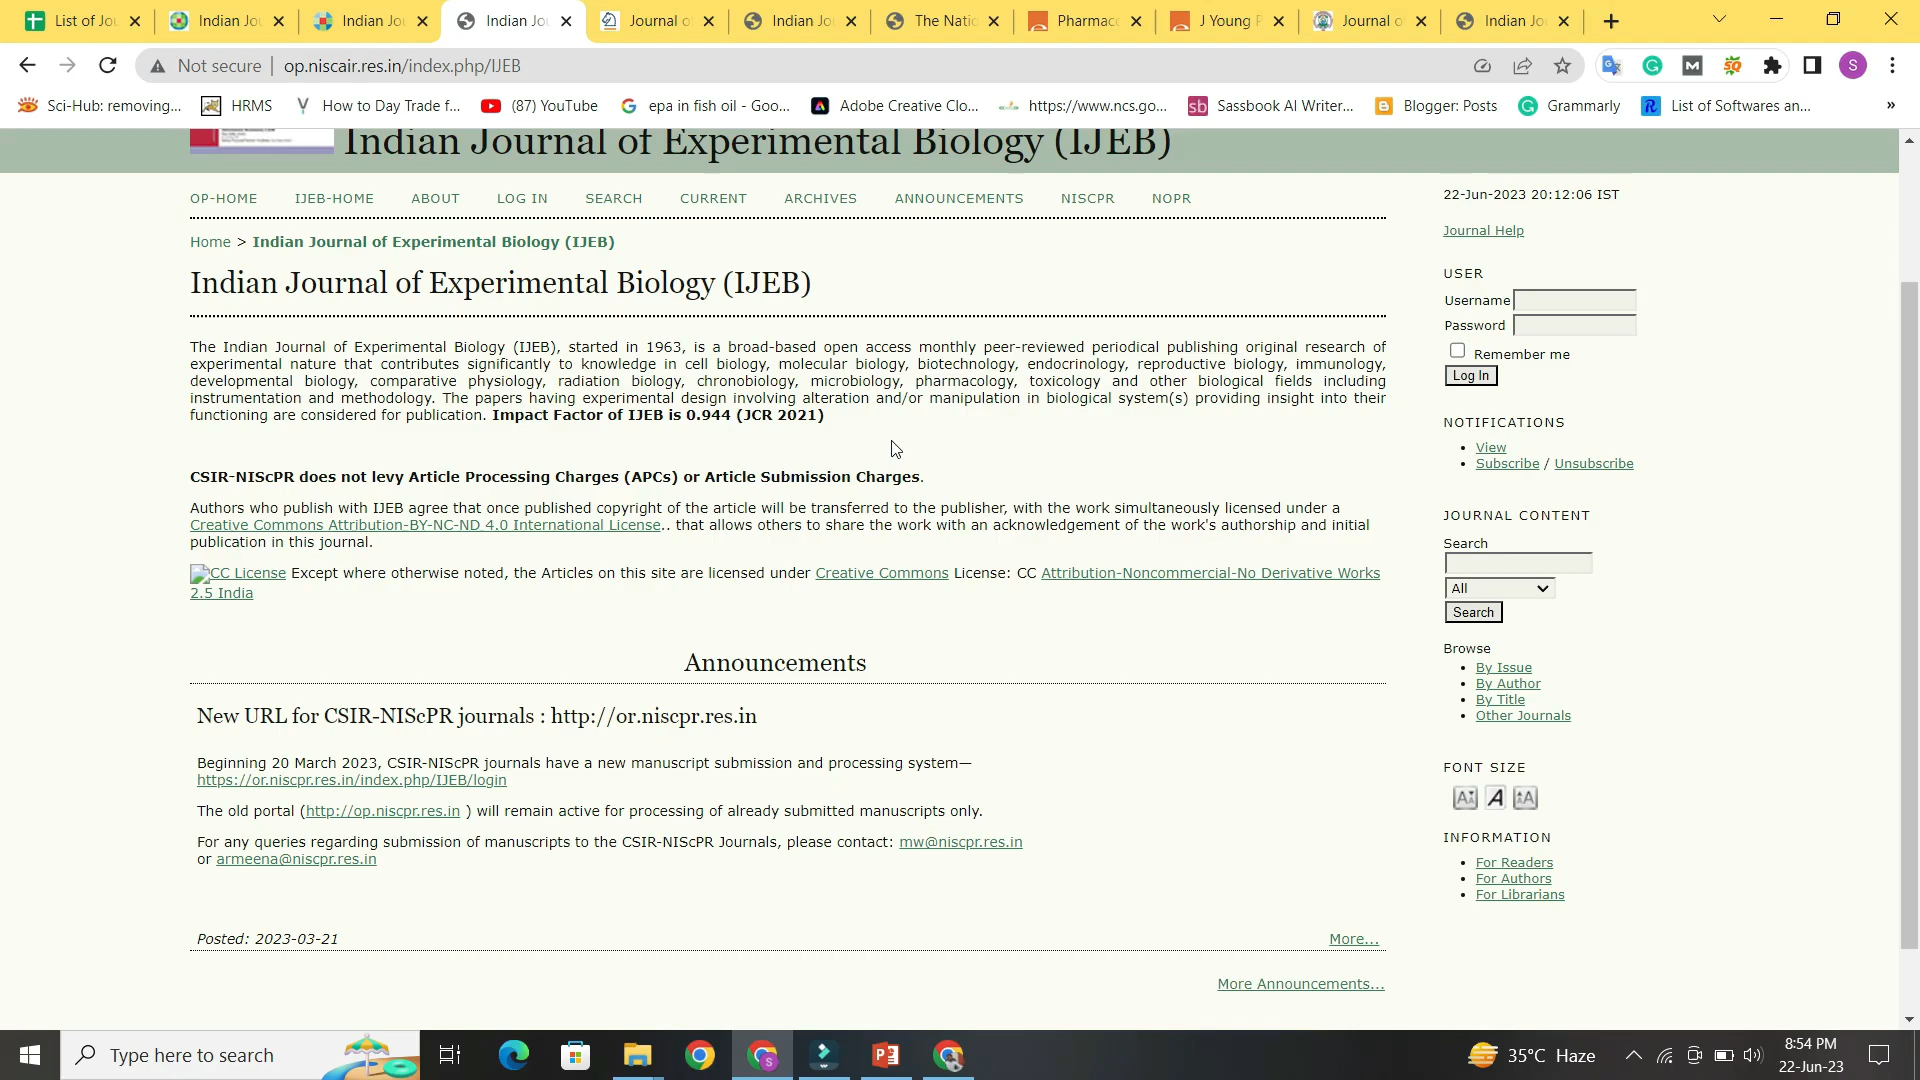 List of Jou
Indian Jou
Indian Jou
Indian Jou
Journal o
Indian Jo
The Natio
Pharmaco
J Young P
Journal o
Indian Jo
Not secure
op.niscair.res.in/index.php/IJEB
S
Sci-Hub: removing...
HRMS
How to Day Trade f...
(87) YouTube
epa in fish oil - Goo...
Adobe Creative Clo...
https://www.ncs.go...
Sassbook AI Writer...
Blogger: Posts
Grammarly
List of Softwares an...
»
Indian Journal of Experimental Biology (IJEB)
OP-HOME IJEB-HOME ABOUT LOG IN SEARCH CURRENT ARCHIVES ANNOUNCEMENTS NISCPR NOPR
Home > Indian Journal of Experimental Biology (IJEB)
Indian Journal of Experimental Biology (IJEB)
The Indian Journal of Experimental Biology (IJEB), started in 1963, is a broad-based open access monthly peer-reviewed periodical publishing original research of
experimental nature that contributes significantly to knowledge in cell biology, molecular biology, biotechnology, endocrinology, reproductive biology, immunology,
developmental biology, comparative physiology, radiation biology, chronobiology, microbiology, pharmacology, toxicology and other biological fields including
instrumentation and methodology. The papers having experimental design involving alteration and/or manipulation in biological system(s) providing insight into their
functioning are considered for publication. Impact Factor of IJEB is 0.944 (JCR 2021)
CSIR-NIScPR does not levy Article Processing Charges (APCs) or Article Submission Charges.
Authors who publish with IJEB agree that once published copyright of the article will be transferred to the publisher, with the work simultaneously licensed under a
Creative Commons Attribution-BY-NC-ND 4.0 International License.. that allows others to share the work with an acknowledgement of the work's authorship and initial
publication in this journal.
CC License Except where otherwise noted, the Articles on this site are licensed under Creative Commons License: CC Attribution-Noncommercial-No Derivative Works
2.5 India
Announcements
New URL for CSIR-NIScPR journals : http://or.niscpr.res.in
Beginning 20 March 2023, CSIR-NIScPR journals have a new manuscript submission and processing system—
https://or.niscpr.res.in/index.php/IJEB/login
The old portal (http://op.niscpr.res.in ) will remain active for processing of already submitted manuscripts only.
For any queries regarding submission of manuscripts to the CSIR-NIScPR Journals, please contact: mw@niscpr.res.in
or armeena@niscpr.res.in
Posted: 2023-03-21
More...
More Announcements...
22-Jun-2023 20:12:06 IST
Journal Help
USER
Username
Password
Remember me
Log In
NOTIFICATIONS
View
Subscribe / Unsubscribe
JOURNAL CONTENT
Search
All
Search
Browse
By Issue
By Author
By Title
Other Journals
FONT SIZE
INFORMATION
For Readers
For Authors
For Librarians
Type here to search
35°C Haze
8:54 PM
22-Jun-23